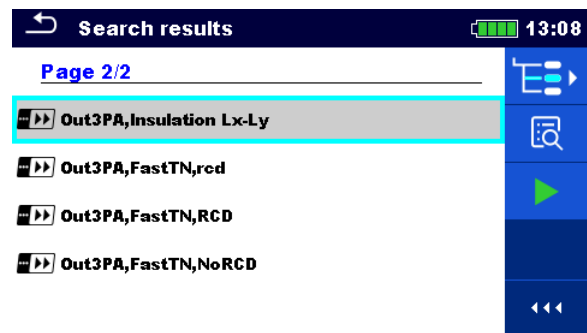 Search results
13:08
Page 2/2
Out3PA,Insulation Lx-Ly
Out3PA,FastTN,rcd
Out3PA,FastTN,RCD
Out3PA,FastTN,NoRCD